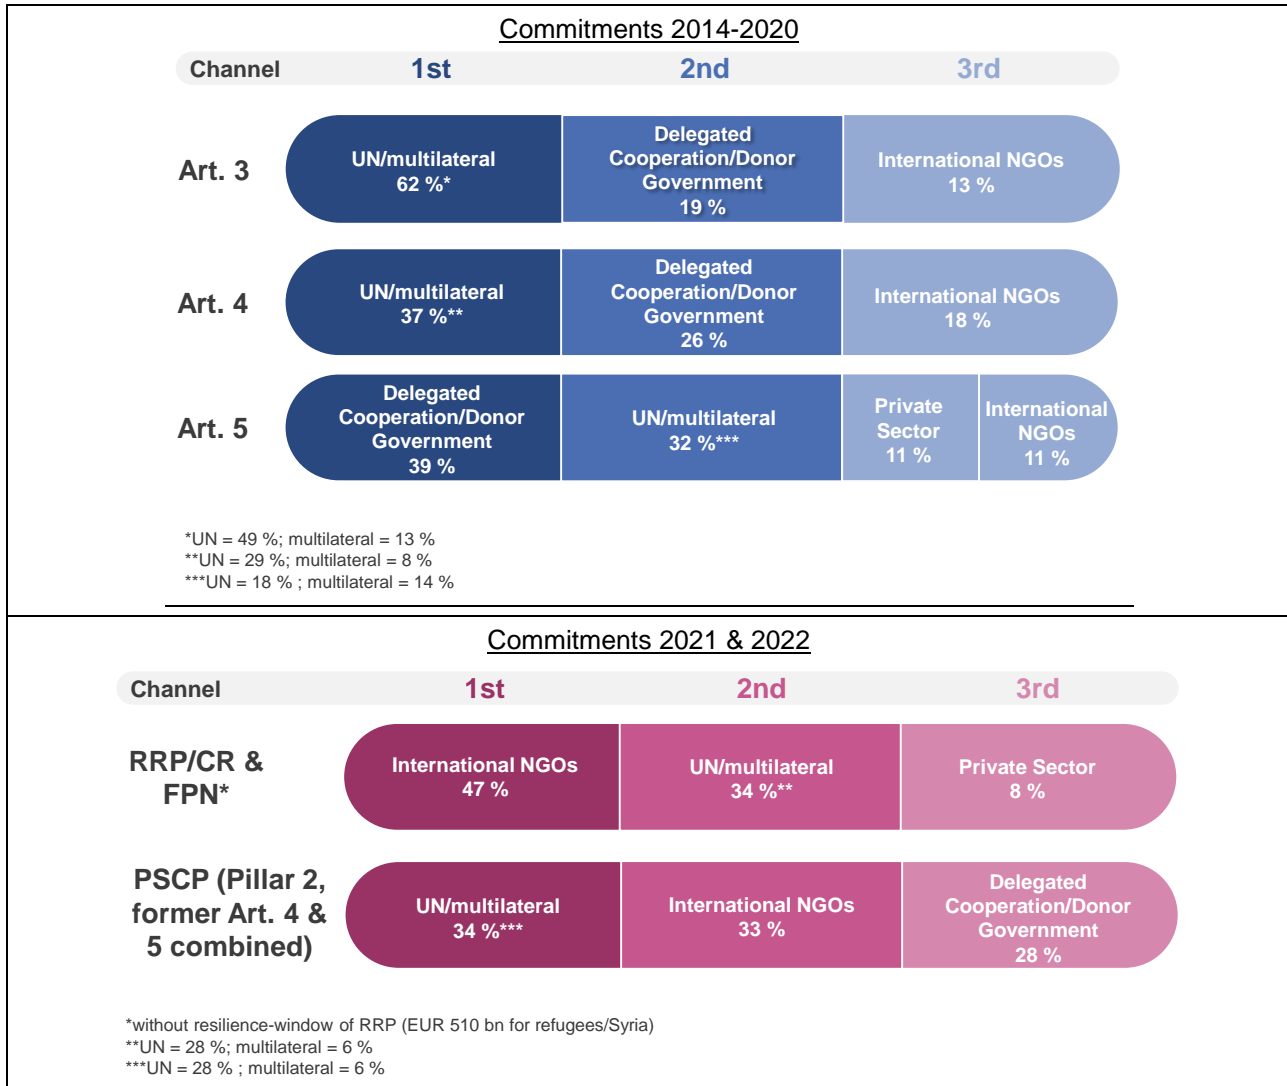 Commitments 2014-2020
Channel 1st 2nd 3rd
Art. 3
UN/multilateral
62 %*
Delegated
Cooperation/Donor
Government
19 %
International NGOs
13 %
Art. 4
UN/multilateral
37 %**
Delegated
Cooperation/Donor
Government
26 %
International NGOs
18 %
Art. 5
Delegated
Cooperation/Donor
Government
39 %
UN/multilateral
32 %***
Private
Sector
11 %
International
NGOs
11 %
*UN = 49 %; multilateral = 13 %
**UN = 29 %; multilateral = 8 %
***UN = 18 % ; multilateral = 14 %
Commitments 2021 & 2022
Channel 1st 2nd 3rd
RRP/CR &
FPN*
International NGOs
47 %
UN/multilateral
34 %**
Private Sector
8 %
PSCP (Pillar 2,
former Art. 4 &
5 combined)
UN/multilateral
34 %***
International NGOs
33 %
Delegated
Cooperation/Donor
Government
28 %
*without resilience-window of RRP (EUR 510 bn for refugees/Syria)
**UN = 28 %; multilateral = 6 %
***UN = 28 % ; multilateral = 6 %